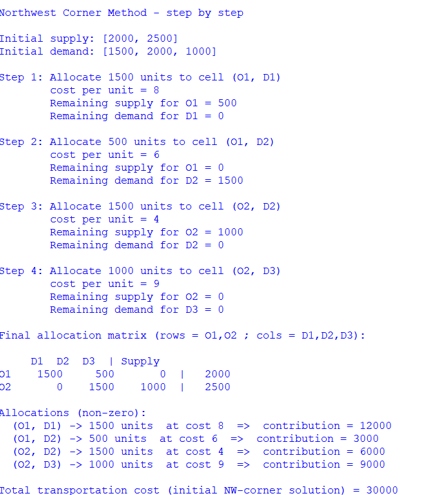 Northwest Corner Method - step by step
Initial supply: [2000, 2500]
Initial demand: [1500, 2000, 1000]
Step 1: Allocate 1500 units to cell (O1, D1)
cost per unit = 8
Remaining supply for O1 = 500
Remaining demand for D1 = 0
Step 2: Allocate 500 units to cell (O1, D2)
cost per unit = 6
Remaining supply for O1 = 0
Remaining demand for D2 = 1500
Step 3: Allocate 1500 units to cell (O2, D2)
cost per unit = 4
Remaining supply for O2 = 1000
Remaining demand for D2 = 0
Step 4: Allocate 1000 units to cell (O2, D3)
cost per unit = 9
Remaining supply for O2 = 0
Remaining demand for D3 = 0
Final allocation matrix (rows = O1,O2 ; cols = D1,D2,D3):
D1 D2 D3 | Supply
O1 1500 500 0 | 2000
O2 0 1500 1000 | 2500
Allocations (non-zero):
(O1, D1) -> 1500 units at cost 8 => contribution = 12000
(O1, D2) -> 500 units at cost 6 => contribution = 3000
(O2, D2) -> 1500 units at cost 4 => contribution = 6000
(O2, D3) -> 1000 units at cost 9 => contribution = 9000
Total transportation cost (initial NW-corner solution) = 30000